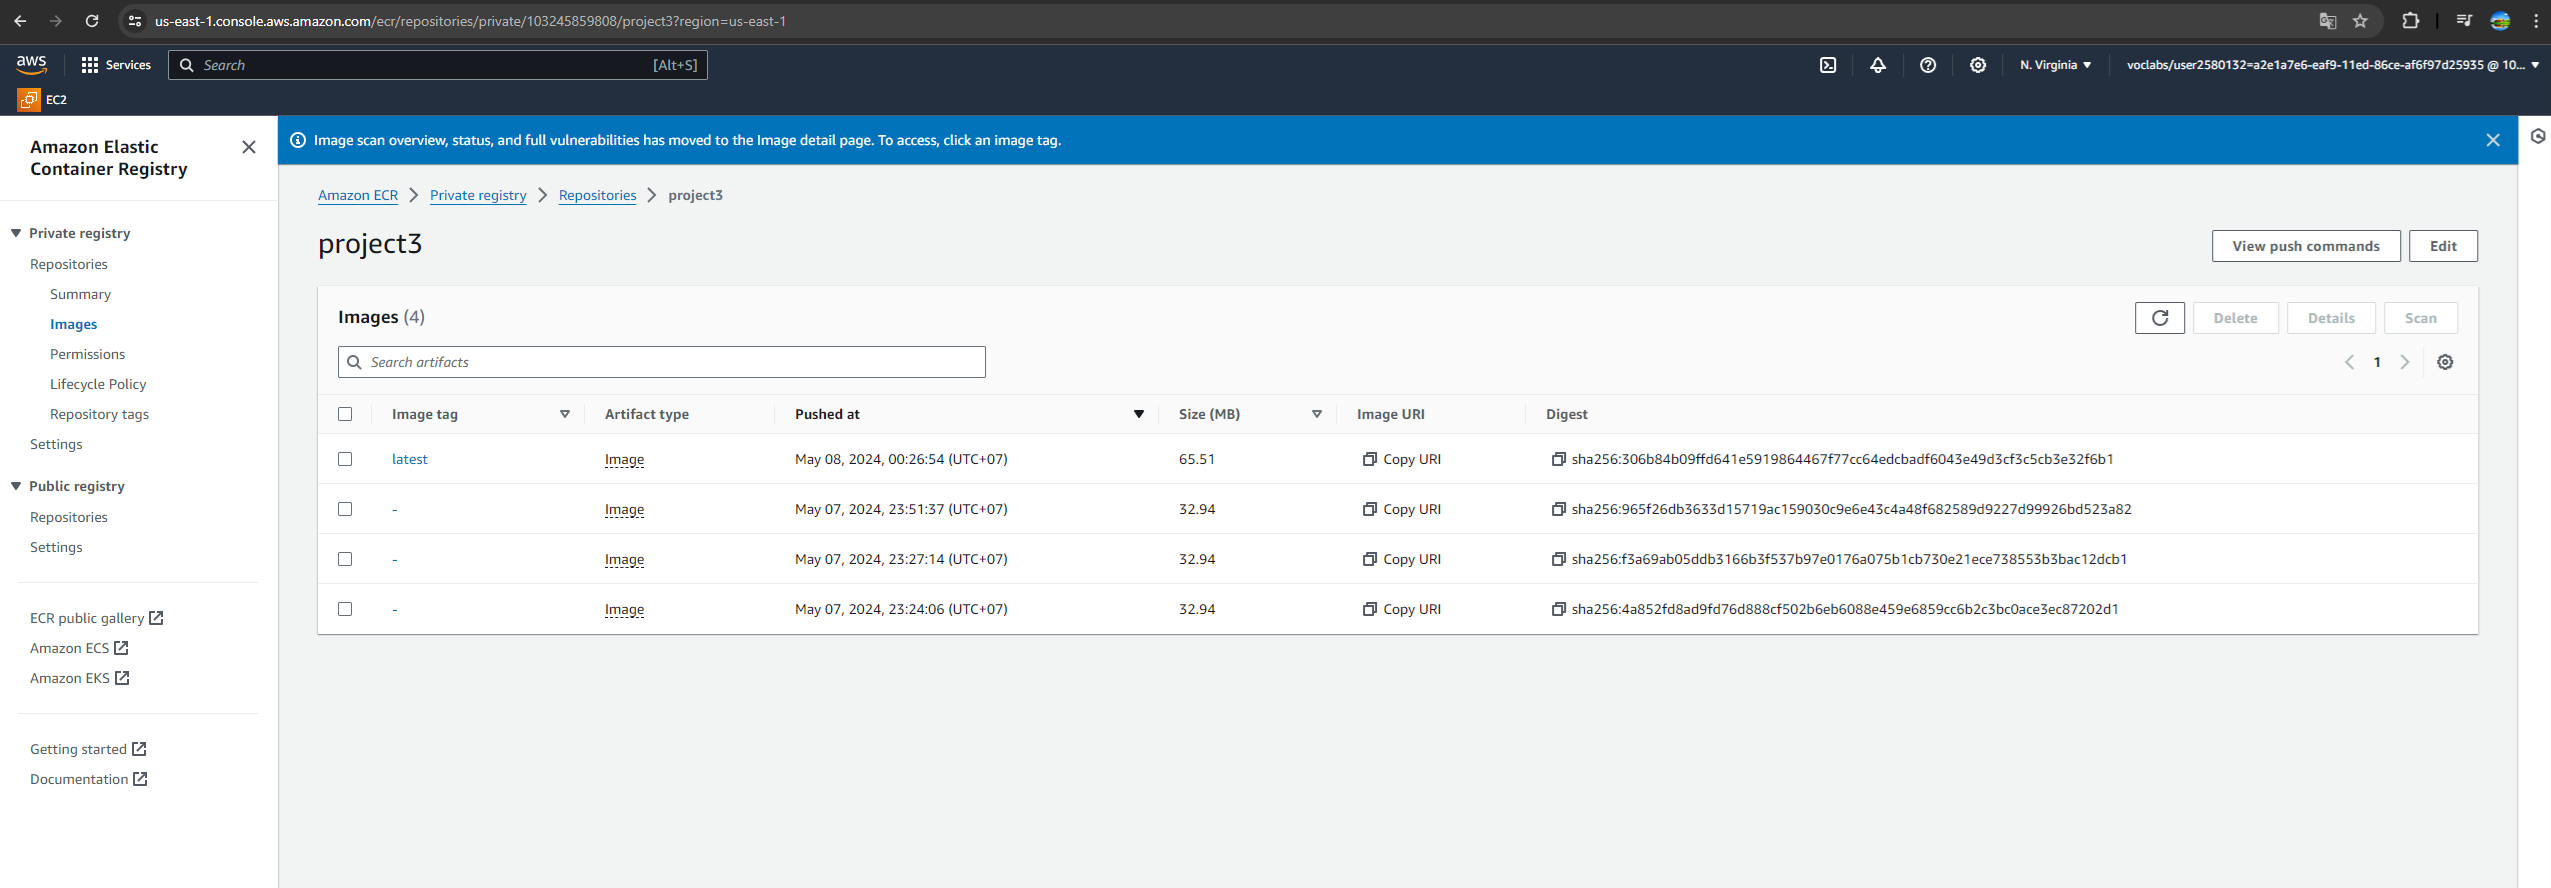 us-east-1.console.aws.amazon.com/ecr/repositories/private/103245859808/project3?region=us-east-1
aws Services Search [Alt+S] N. Virginia voclabs/user2580132=a2e1a7e6-eaf9-11ed-86ce-af6f97d25935 @ 10...
EC2
Amazon Elastic
Container Registry
Private registry
Repositories
Summary
Images
Permissions
Lifecycle Policy
Repository tags
Settings
Public registry
Repositories
Settings
ECR public gallery
Amazon ECS
Amazon EKS
Getting started
Documentation
Image scan overview, status, and full vulnerabilities has moved to the Image detail page. To access, click an image tag.
Amazon ECR Private registry Repositories project3
project3 View push commands Edit
Images (4) Delete Details Scan
Search artifacts 1
Image tag Artifact type Pushed at Size (MB) Image URI Digest
latest Image May 08, 2024, 00:26:54 (UTC+07) 65.51 Copy URI sha256:306b84b09ffd641e5919864467f77cc64edcbadf6043e49d3cf3c5cb3e32f6b1
- Image May 07, 2024, 23:51:37 (UTC+07) 32.94 Copy URI sha256:965f26db3633d15719ac159030c9e6e43c4a48f682589d9227d99926bd523a82
- Image May 07, 2024, 23:27:14 (UTC+07) 32.94 Copy URI sha256:f3a69ab05ddb3166b3f537b97e0176a075b1cb730e21ece738553b3bac12dcb1
- Image May 07, 2024, 23:24:06 (UTC+07) 32.94 Copy URI sha256:4a852fd8ad9fd76d888cf502b6eb6088e459e6859cc6b2c3bc0ace3ec87202d1